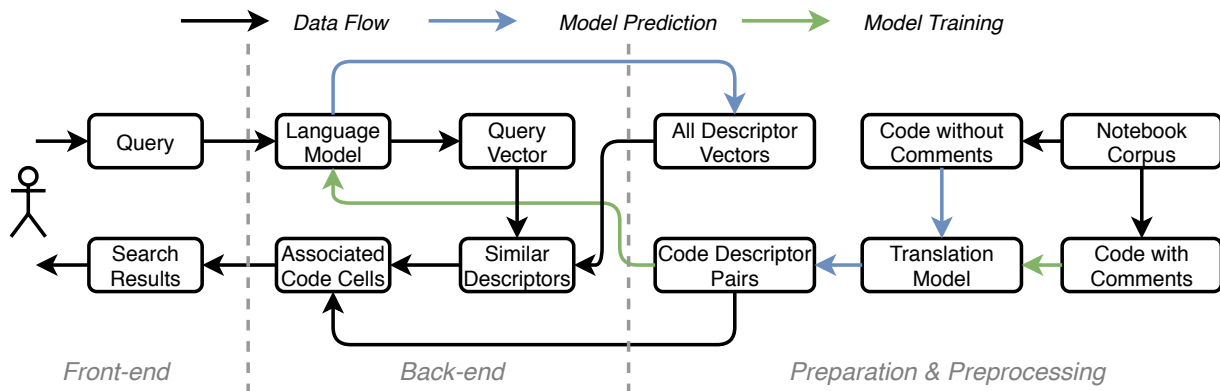 Data Flow
Model Prediction
Model Training
Query
Language
Model
Query
Vector
All Descriptor
Vectors
Code without
Comments
Notebook
Corpus
Search
Results
Associated
Code Cells
Similar
Descriptors
Code Descriptor
Pairs
Translation
Model
Code with
Comments
Front-end
Back-end
Preparation & Preprocessing